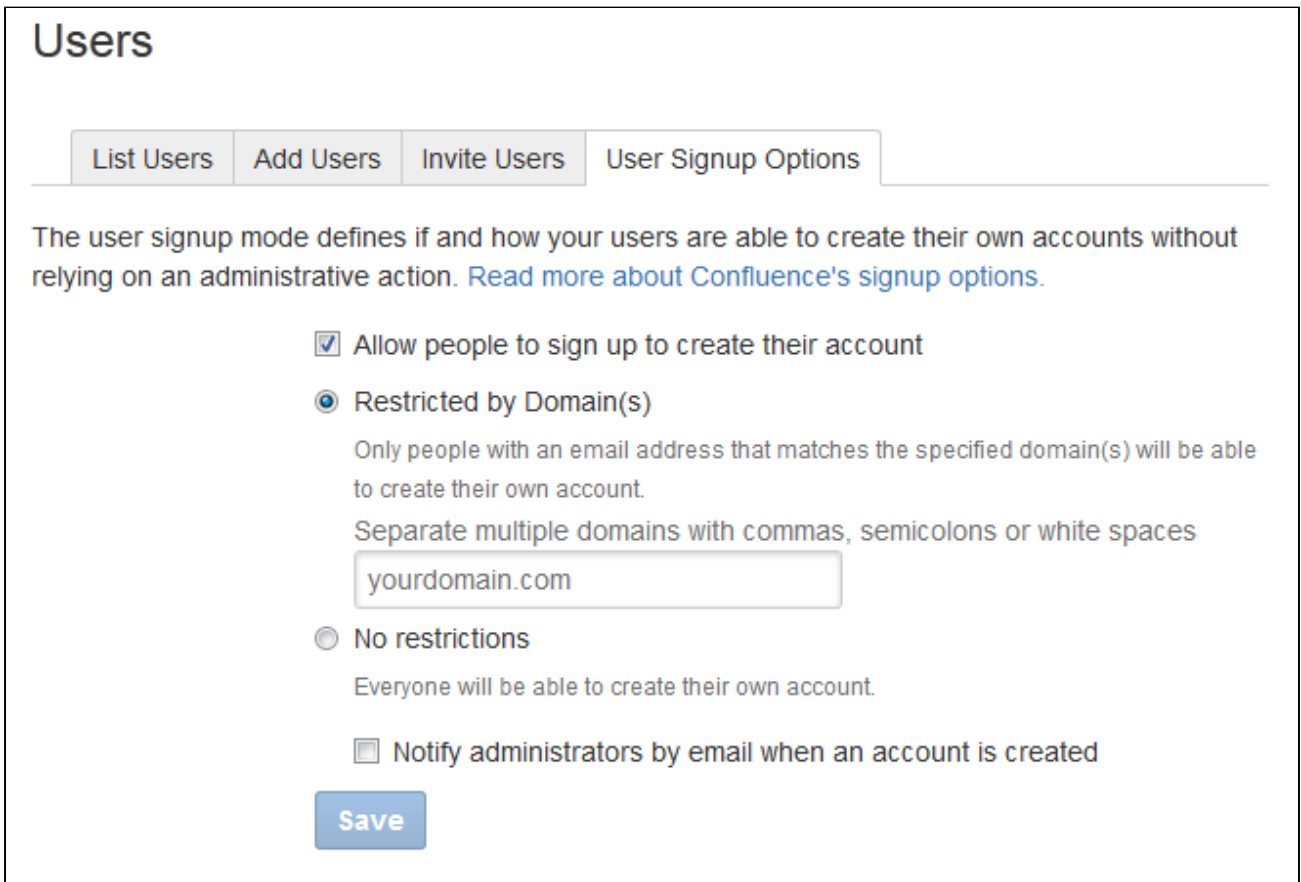 Users
List Users Add Users Invite Users User Signup Options
The user signup mode defines if and how your users are able to create their own accounts without
relying on an administrative action. Read more about Confluence's signup options.
Allow people to sign up to create their account
Restricted by Domain(s)
Only people with an email address that matches the specified domain(s) will be able
to create their own account.
Separate multiple domains with commas, semicolons or white spaces
yourdomain.com
No restrictions
Everyone will be able to create their own account.
Notify administrators by email when an account is created
Save